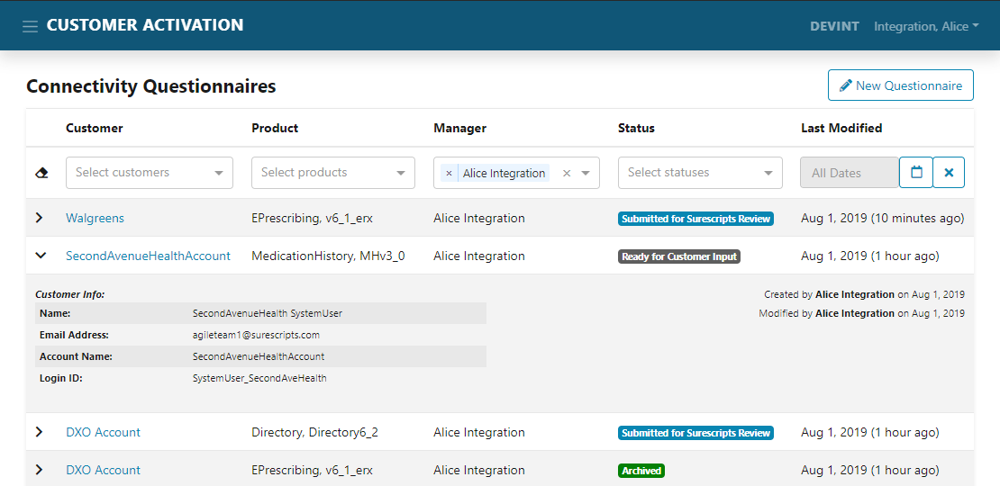 CUSTOMER ACTIVATION DEVINT Integration, Alice
Connectivity Questionnaires New Questionnaire
Customer Product Manager Status Last Modified
Select customers Select products × Alice Integration × Select statuses All Dates
Walgreens EPrescribing, v6_1_erx Alice Integration Submitted for Surescripts Review Aug 1, 2019 (10 minutes ago)
SecondAvenueHealthAccount MedicationHistory, MHv3_0 Alice Integration Ready for Customer Input Aug 1, 2019 (1 hour ago)
Customer Info: Created by Alice Integration on Aug 1, 2019
Name: SecondAvenueHealth SystemUser Modified by Alice Integration on Aug 1, 2019
Email Address: agileteam1@surescripts.com
Account Name: SecondAvenueHealthAccount
Login ID: SystemUser_SecondAveHealth
DXO Account Directory, Directory6_2 Alice Integration Submitted for Surescripts Review Aug 1, 2019 (1 hour ago)
DXO Account EPrescribing, v6_1_erx Alice Integration Archived Aug 1, 2019 (1 hour ago)